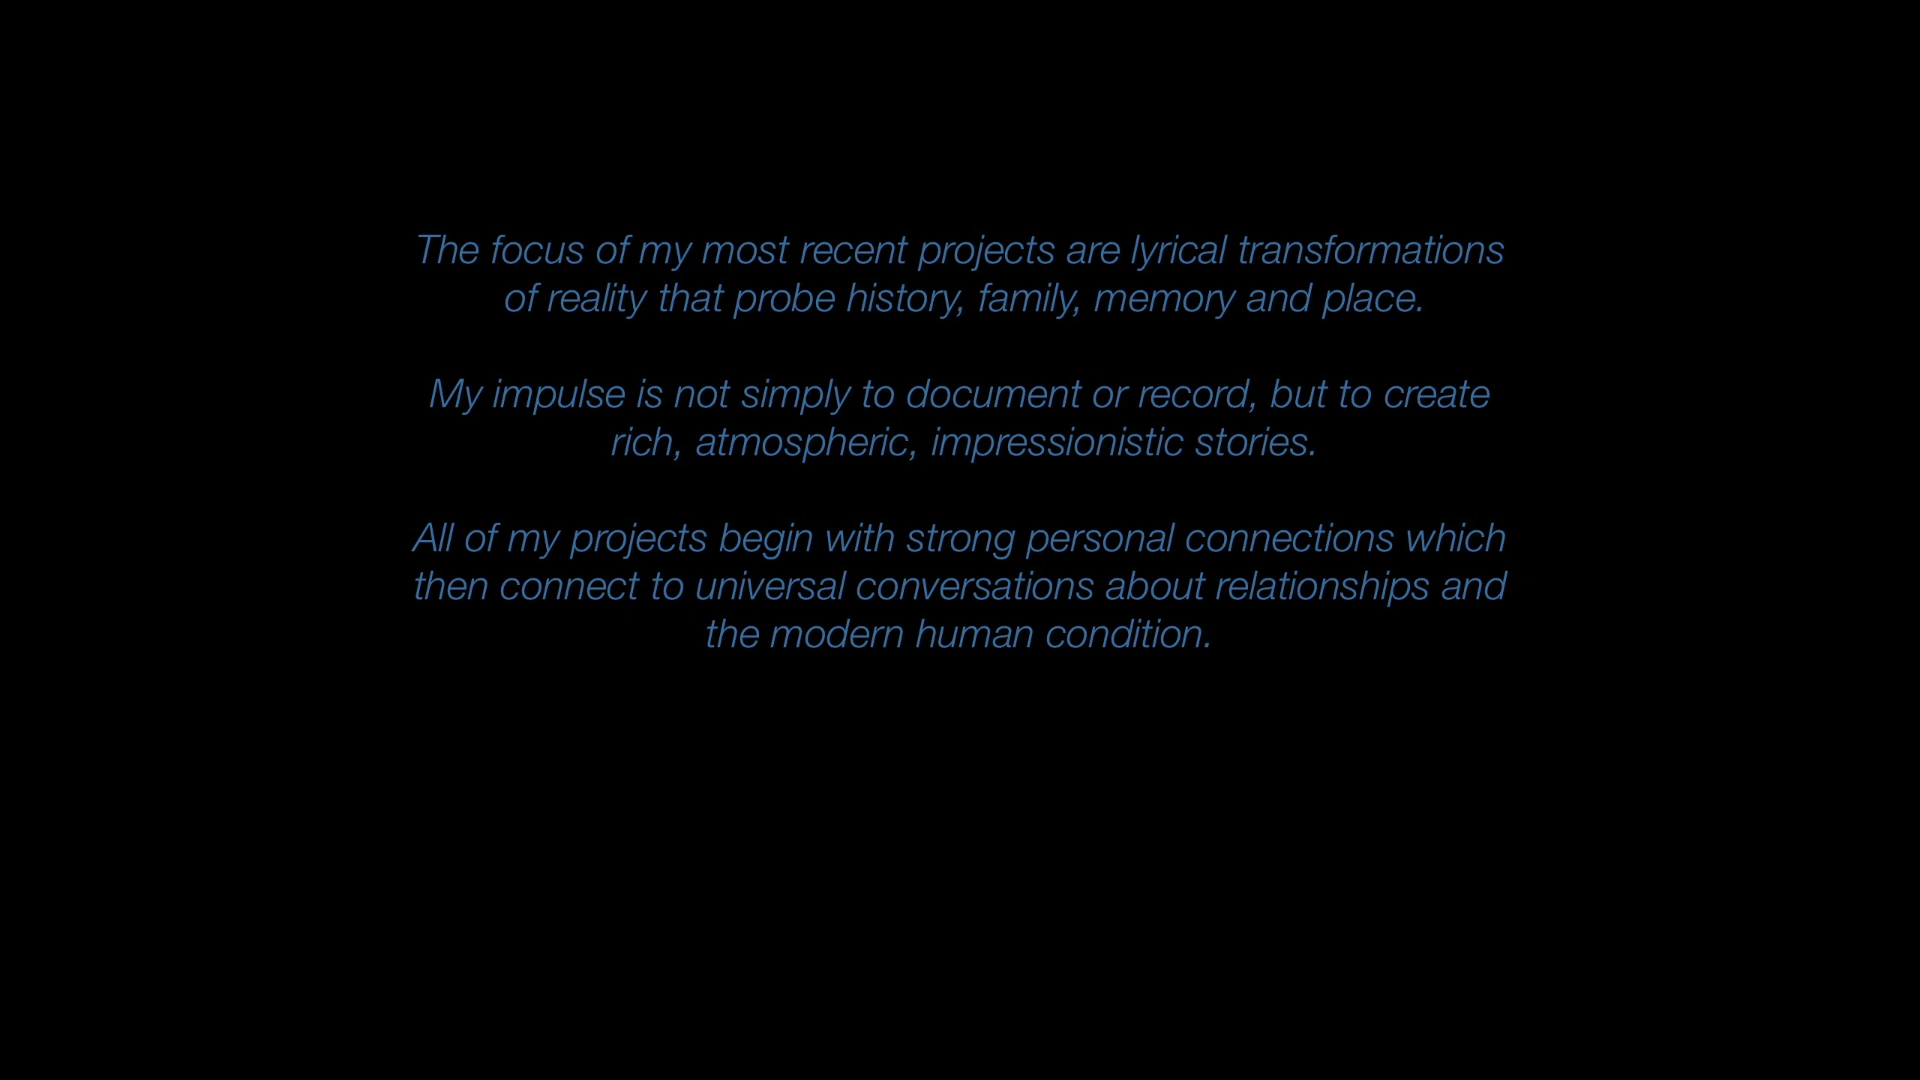 The focus of my most recent projects are lyrical transformations
of reality that probe history, family, memory and place.
My impulse is not simply to document or record, but to create
rich, atmospheric, impressionistic stories.
All of my projects begin with strong personal connections which
then connect to universal conversations about relationships and
the modern human condition.